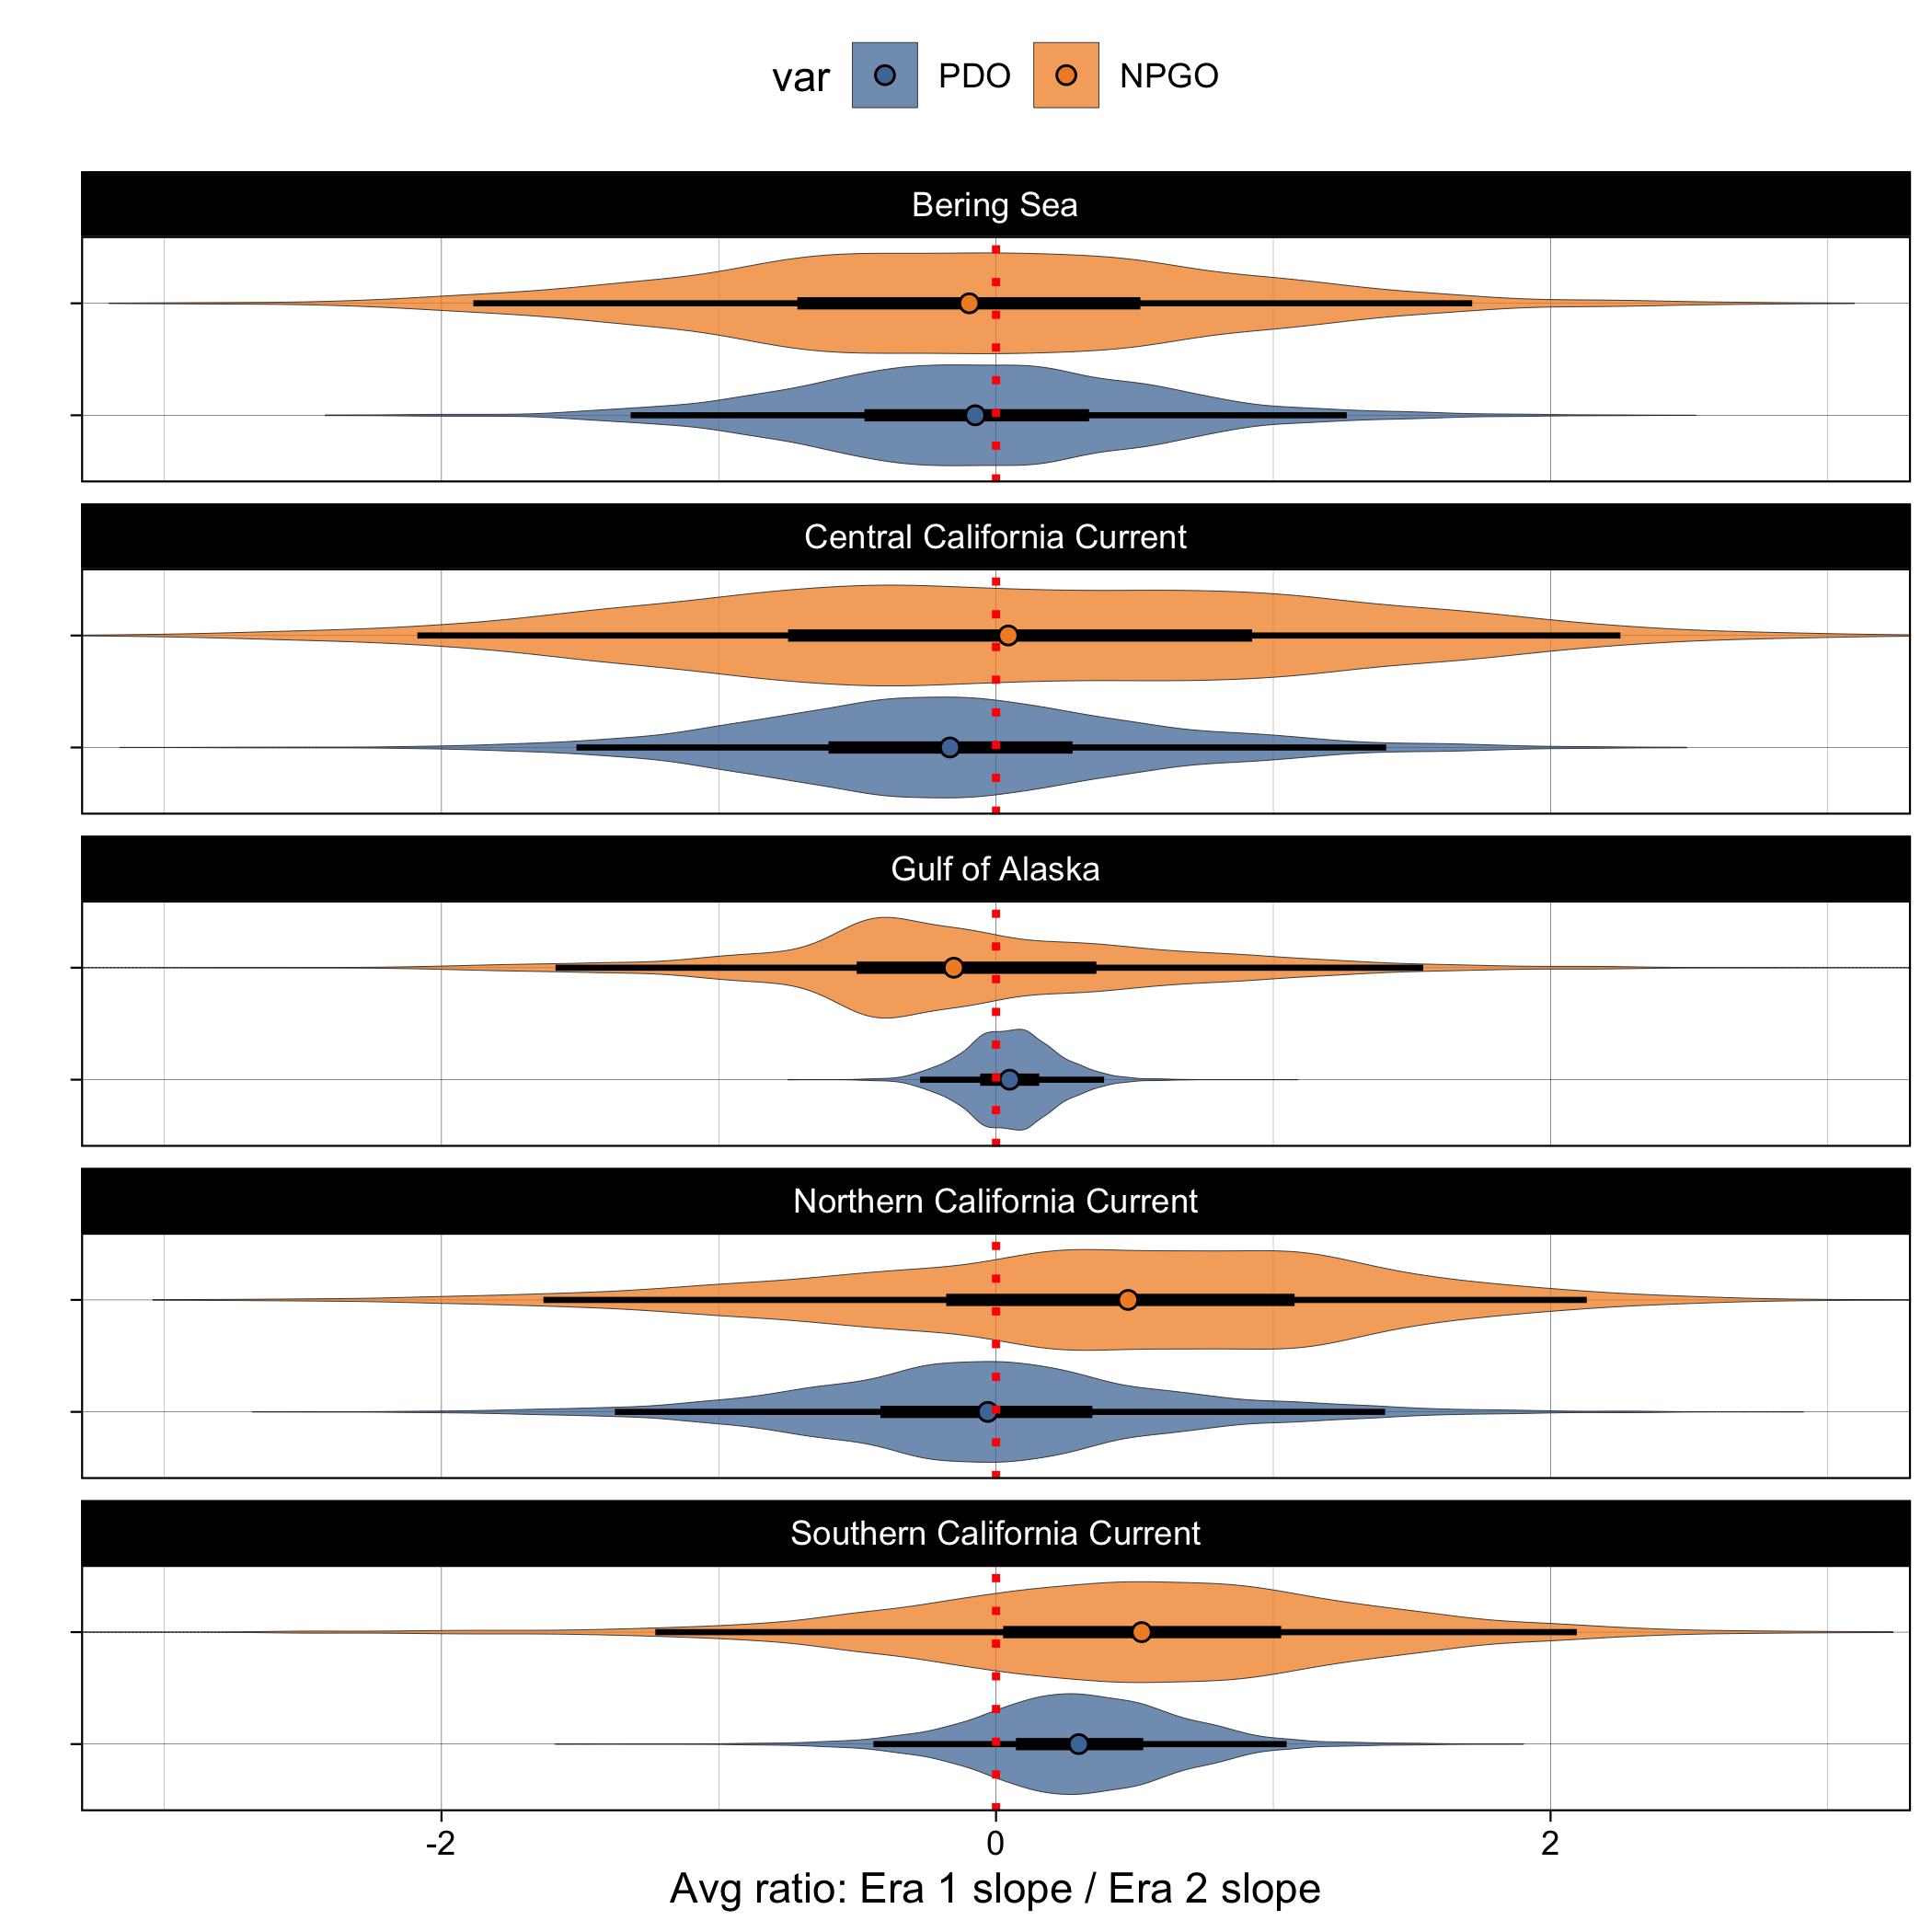 var PDO NPGO
Bering Sea
Central California Current
Gulf of Alaska
Northern California Current
Southern California Current
-2 0 2
Avg ratio: Era 1 slope / Era 2 slope